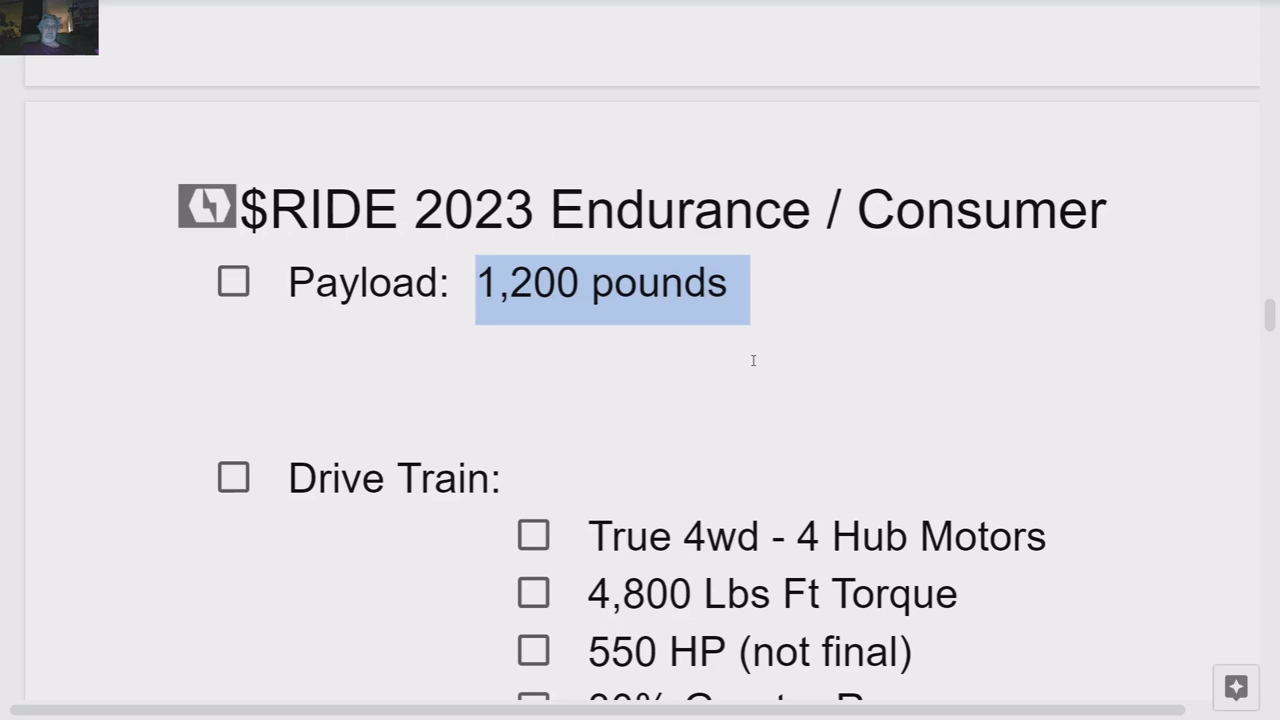 $RIDE 2023 Endurance / Consumer
Payload: 1,200 pounds
Drive Train:
True 4wd - 4 Hub Motors
4,800 Lbs Ft Torque
550 HP (not final)